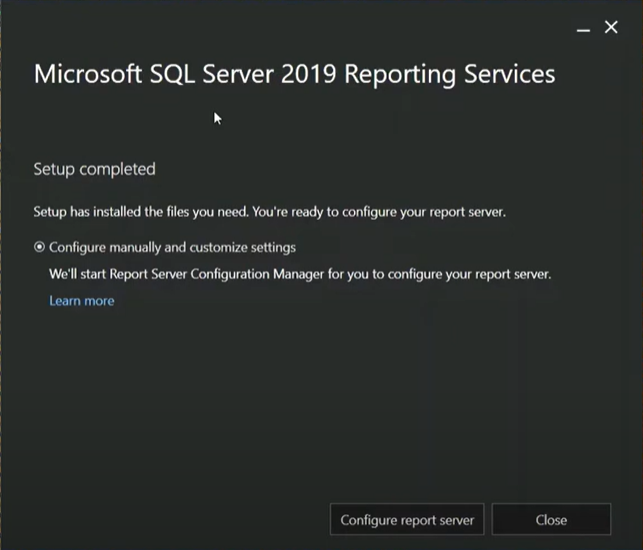 Microsoft SQL Server 2019 Reporting Services
Setup completed
Setup has installed the files you need. You're ready to configure your report server.
Configure manually and customize settings
We'll start Report Server Configuration Manager for you to configure your report server.
Learn more
Configure report server
Close